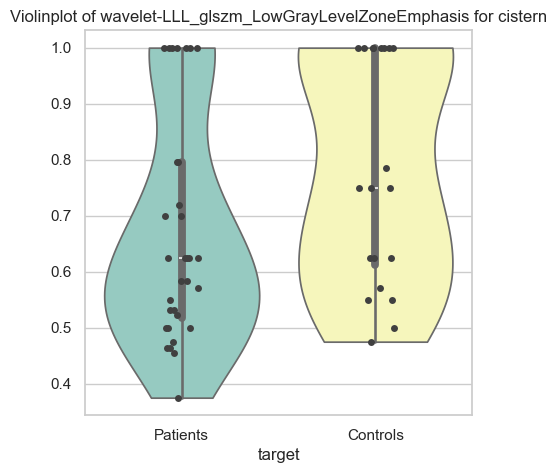 Violinplot of wavelet-LLL_glszm_LowGrayLevelZoneEmphasis for cistern
1.0
0.9
0.8
0.7
0.6
0.5
0.4
Patients Controls
target